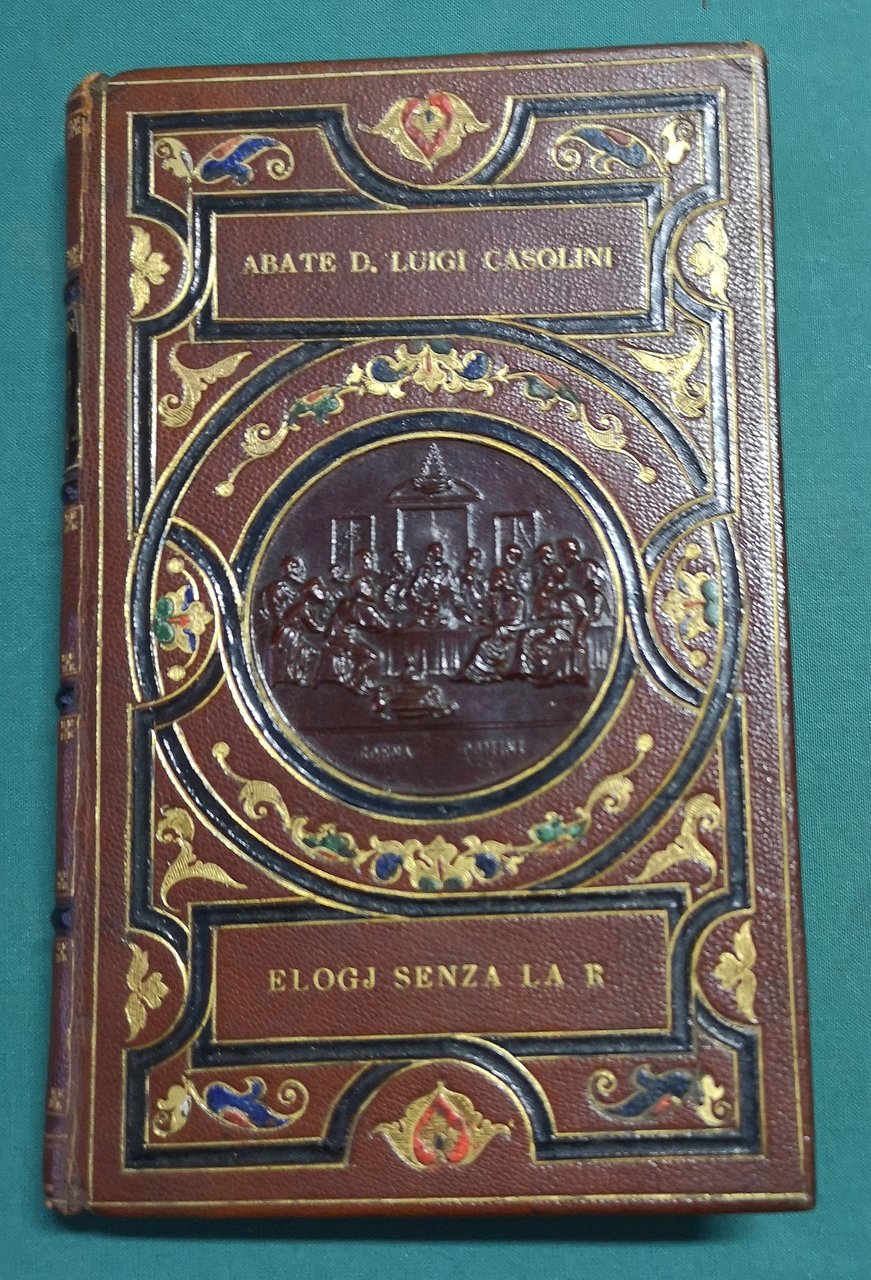 ABATE D. LUIGI CASOLINI
ELOGJ SENZA LA R